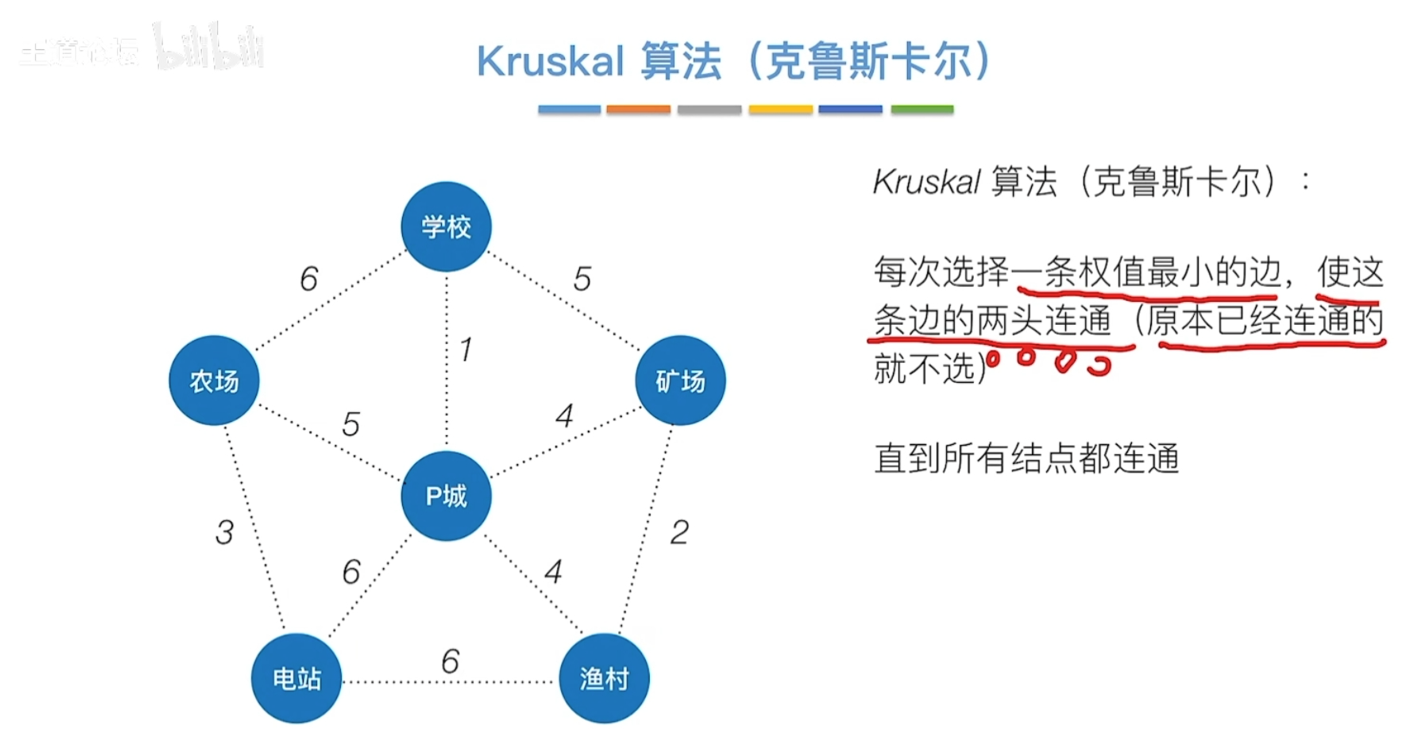 王道论坛 bilibili
Kruskal 算法（克鲁斯卡尔）
Kruskal 算法（克鲁斯卡尔）：
每次选择一条权值最小的边，使这
条边的两头连通（原本已经连通的
就不选）
直到所有结点都连通
学校
6
5
1
农场
矿场
5
4
P城
3
2
6
4
电站
6
渔村